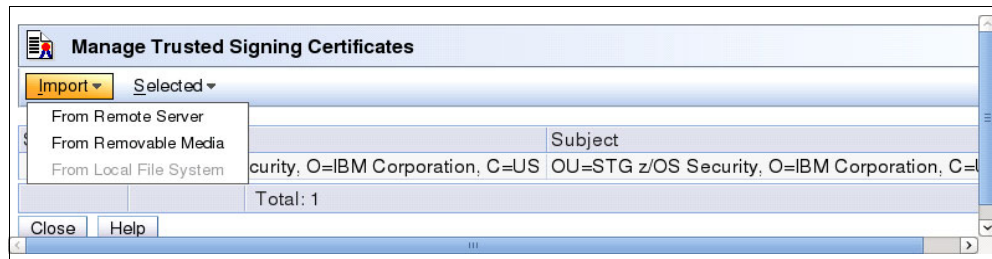 Manage Trusted Signing Certificates
Import Selected
From Remote Server
From Removable Media
From Local File System
Subject
curity, O=IBM Corporation, C=US OU=STG z/OS Security, O=IBM Corporation, C=
Total: 1
Close Help